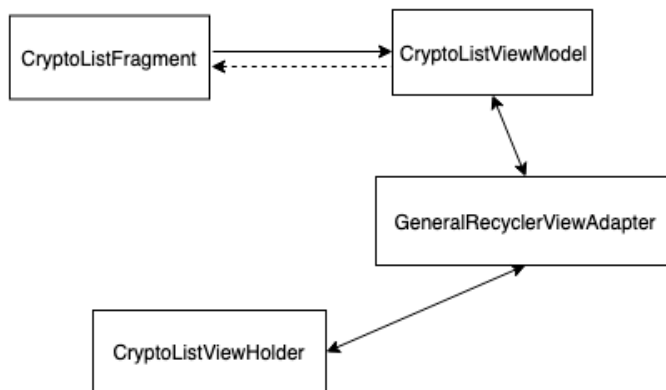 CryptoListFragment
CryptoListViewModel
GeneralRecyclerViewAdapter
CryptoListViewHolder